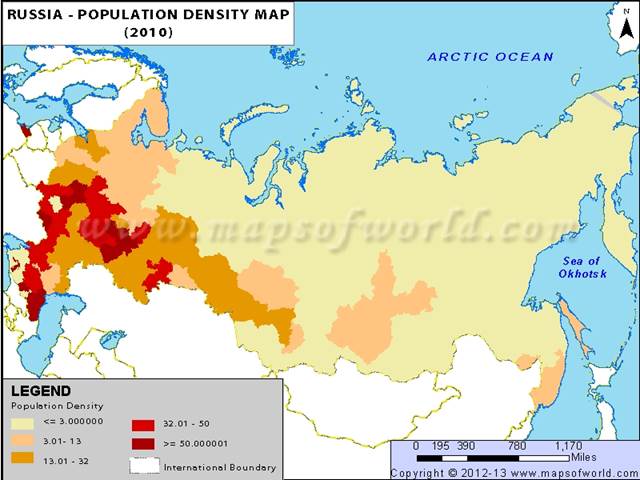 RUSSIA - POPULATION DENSITY MAP
(2010)
N
ARCTIC OCEAN
www.mapsofworld.com
Sea of
Okhotsk
LEGEND
Population Density
<= 3.000000
3.01- 13
13.01 - 32
32.01 - 50
>= 50.000001
International Boundary
0 195 390 780 1,170
Miles
Copyright © 2012-13 www.mapsofworld.com